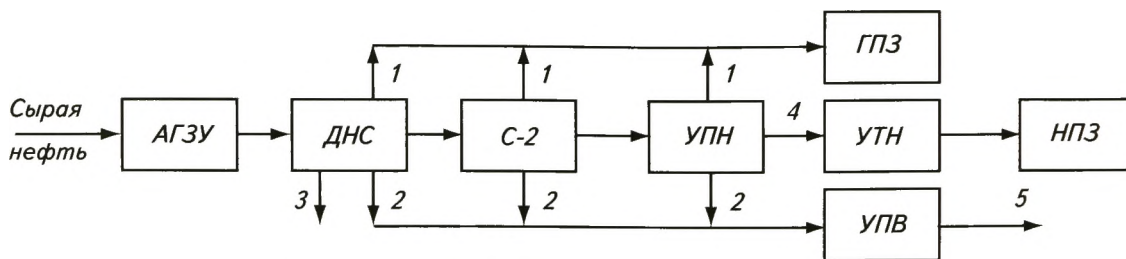 ГПЗ
1 1 1
Сырая
нефть
АГЗУ
ДНС
С-2
УПН
4
УТН
НПЗ
3 2 2 2
УПВ
5